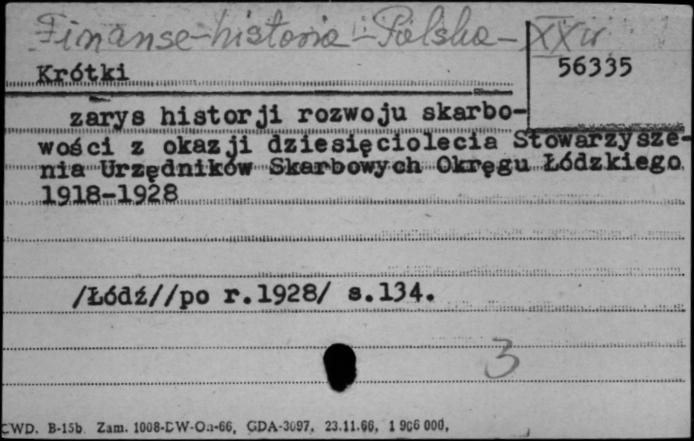 Finanse-historia-Polska-XX w
56335
Krótki
zarys historji rozwoju skarbo-
wości z okazji dziesięciolecia Stowarzysze-
nia Urzędników Skarbowych Okręgu Łódzkiego
1918-1928
/Łódź//po r.1928/ s.134.
3
CWD. B-15b. Zam. 1008-DW-On-66, GDA-3097, 23.11.66, 1 906 000,